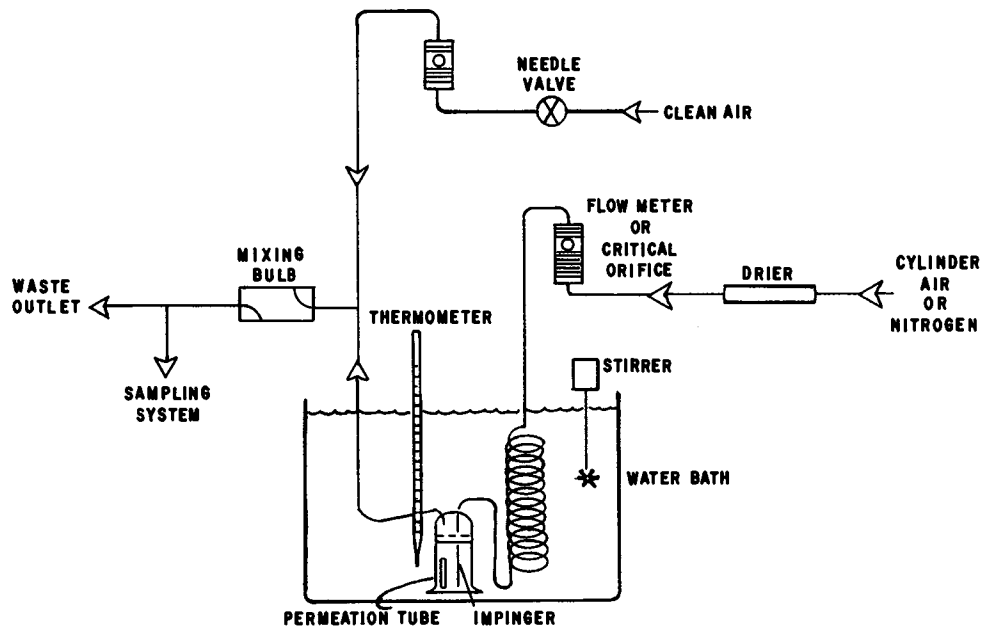 NEEDLE
VALVE
CLEAN AIR
FLOW METER
OR
CRITICAL
ORIFICE
DRIER
CYLINDER
AIR
OR
NITROGEN
MIXING
BULB
WASTE
OUTLET
THERMOMETER
SAMPLING
SYSTEM
STIRRER
WATER BATH
PERMEATION TUBE
IMPINGER